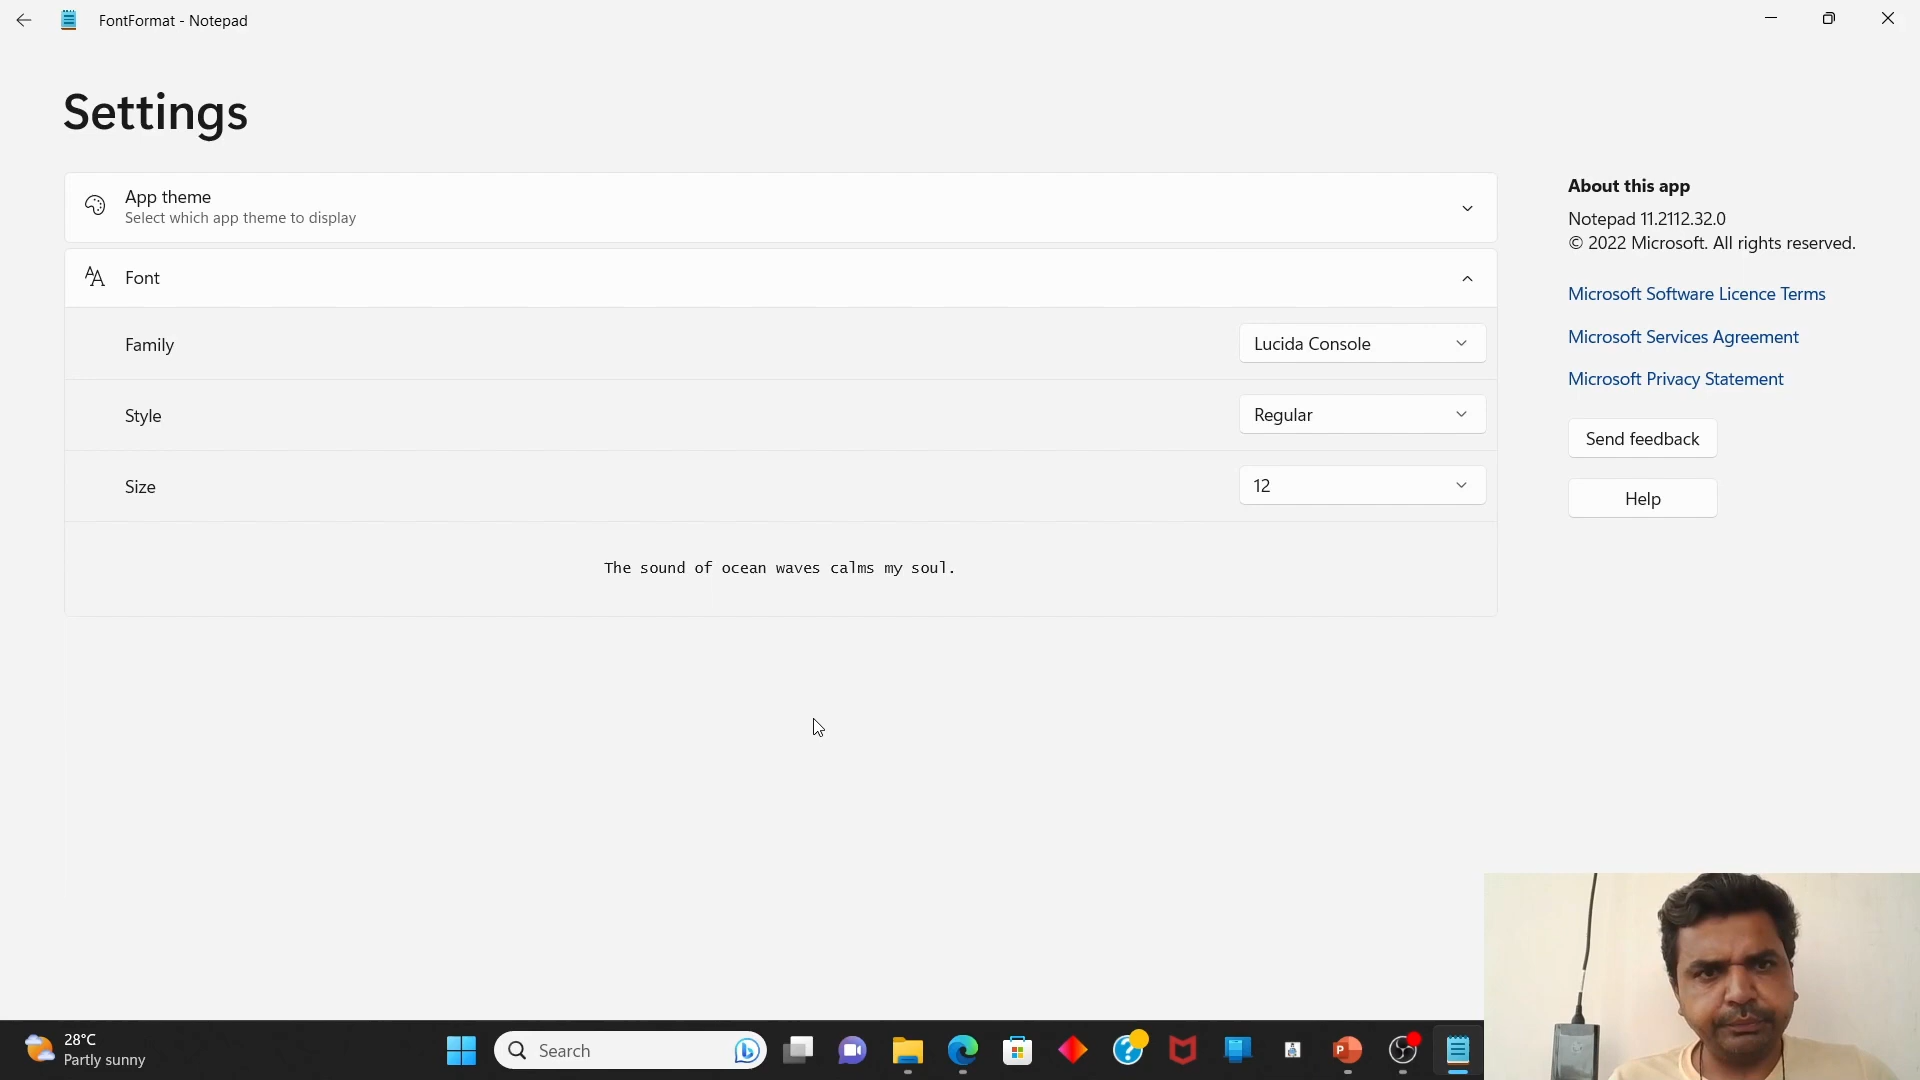 FontFormat - Notepad
Settings
App theme
Select which app theme to display
Font
Family
Lucida Console
Style
Regular
Size
12
The sound of ocean waves calms my soul.
About this app
Notepad 11.2112.32.0
© 2022 Microsoft. All rights reserved.
Microsoft Software Licence Terms
Microsoft Services Agreement
Microsoft Privacy Statement
Send feedback
Help
28°C
Partly sunny
Search